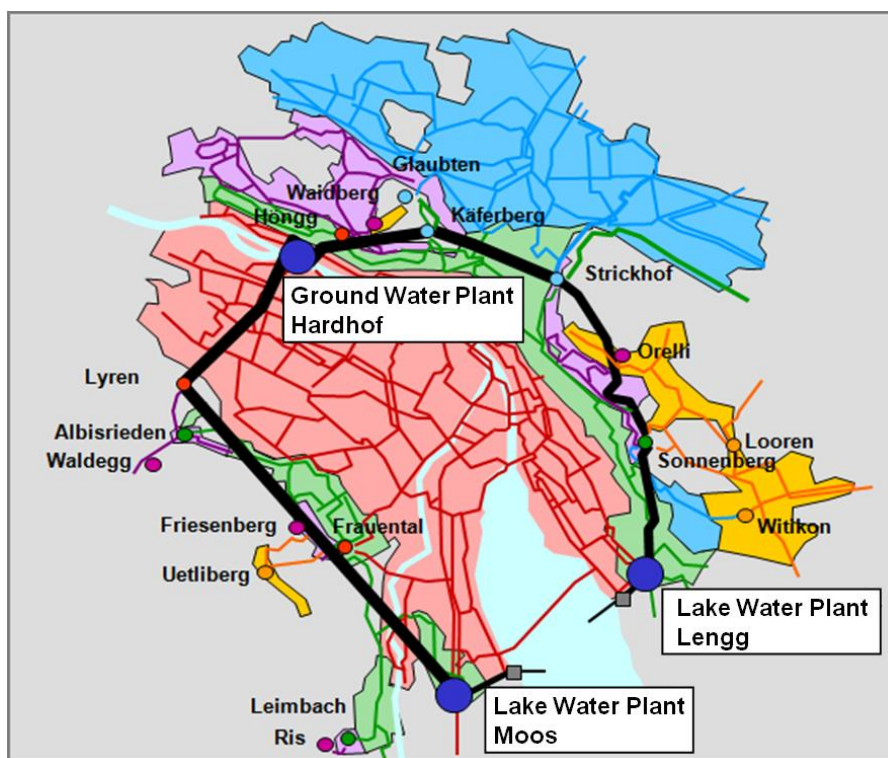 Glaubten
Waidberg
Höngg
Käferberg
Strickhof
Ground Water Plant
Hardhof
Orelli
Lyren
Albisrieden
Waldegg
Looren
Sonnenberg
Friesenberg
Frauental
Witikon
Uetliberg
Lake Water Plant
Lengg
Leimbach
Ris
Lake Water Plant
Moos